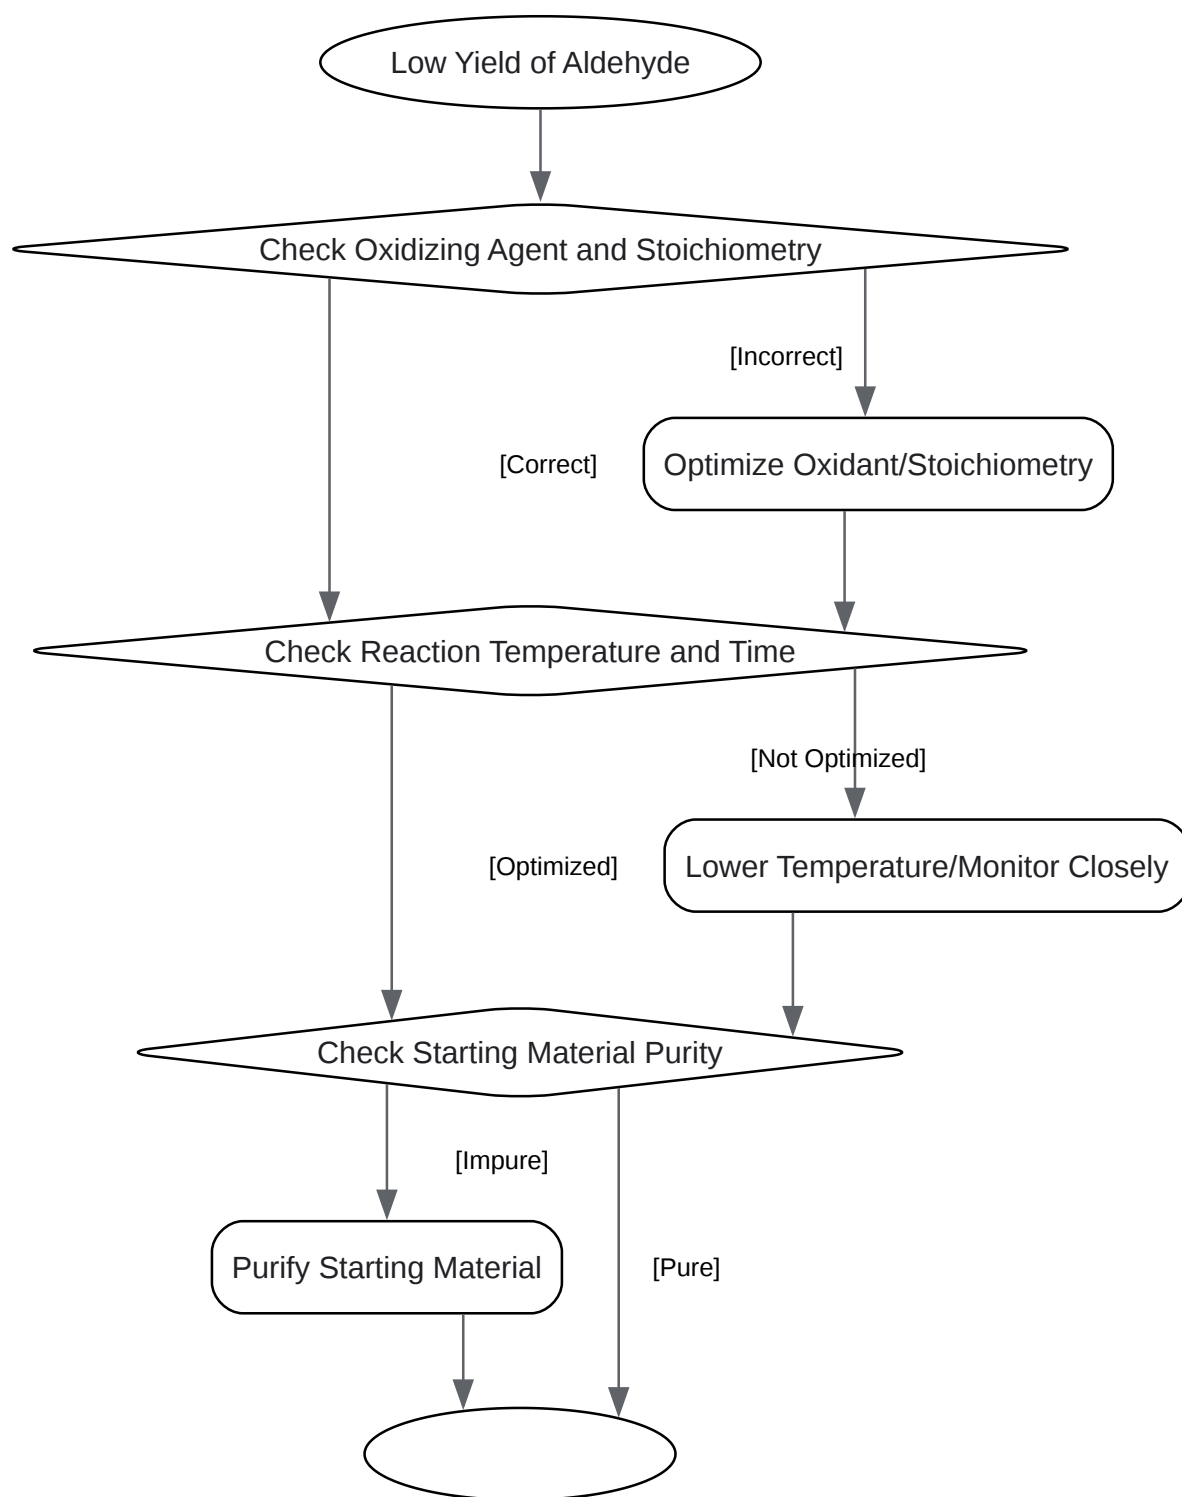 Low Yield of Aldehyde
Check Oxidizing Agent and Stoichiometry
[Incorrect]
[Correct]
Optimize Oxidant/Stoichiometry
Check Reaction Temperature and Time
[Not Optimized]
[Optimized]
Lower Temperature/Monitor Closely
Check Starting Material Purity
[Impure]
Purify Starting Material
[Pure]